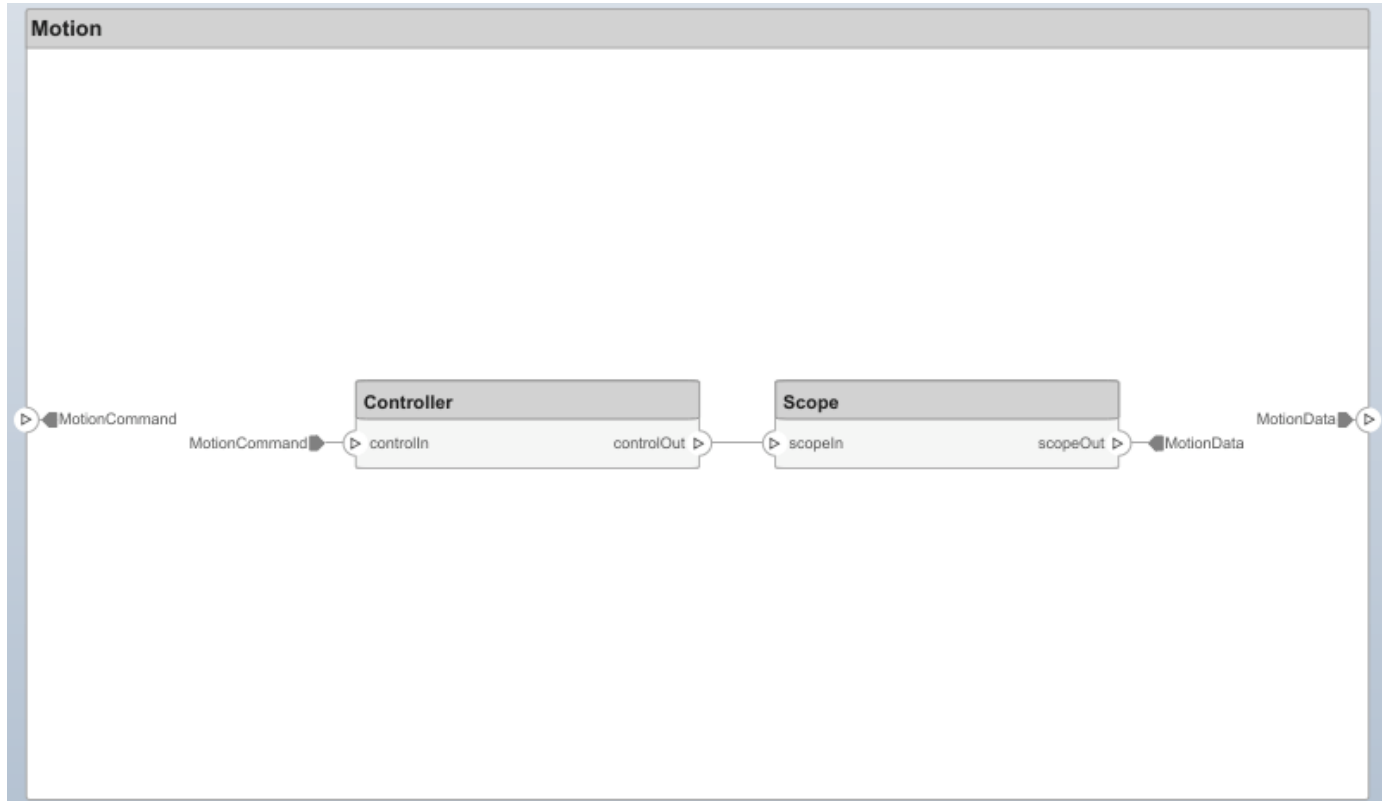 Motion
MotionCommand
MotionData
Controller
Scope
MotionCommand
controlIn
controlOut
scopeIn
scopeOut
MotionData